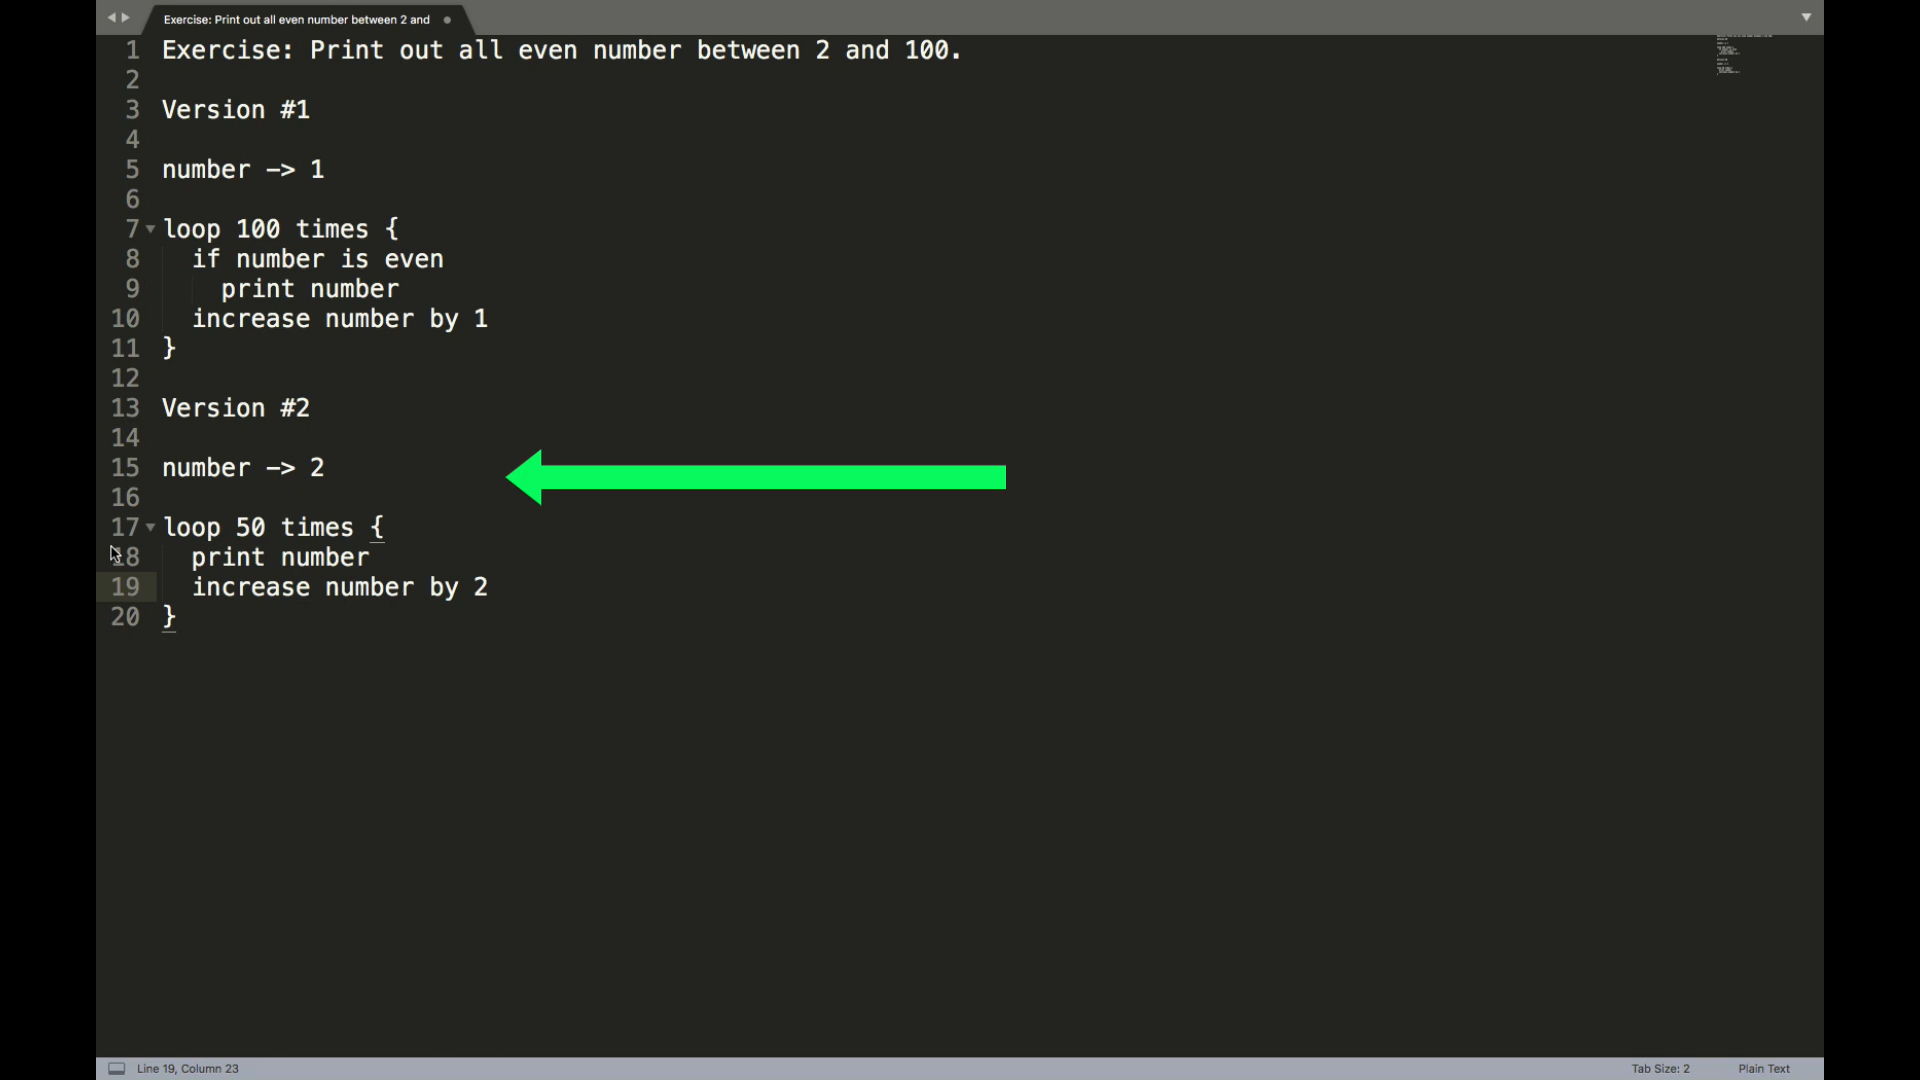 Exercise: Print out all even number between 2 and
1 Exercise: Print out all even number between 2 and 100.
2
3 Version #1
4
5 number -> 1
6
7 loop 100 times {
8 if number is even
9 print number
10 increase number by 1
11 }
12
13 Version #2
14
15 number -> 2
16
17 loop 50 times {
18 print number
19 increase number by 2
20 }
Line 19, Column 23 Tab Size: 2 Plain Text